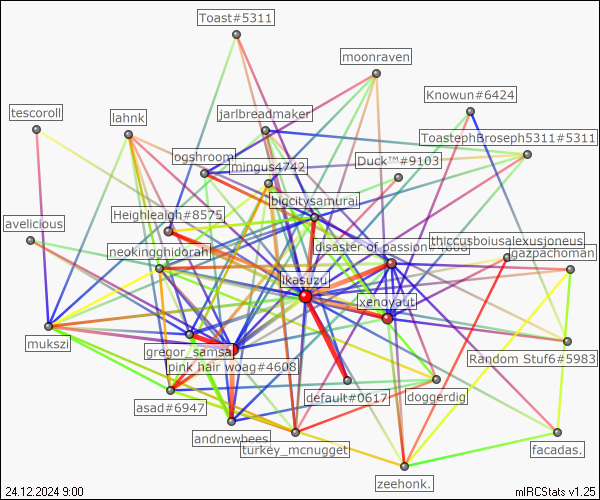 Toast#5311
moonraven
Knowun#6424
tescoroll
lahnk
jarlbreadmaker
ToastephBroseph5311#5311
ogshroom
mingus4742
Duck™#9103
bigcitysamurai
avelicious
Heighleaigh#8575
neokingghidorah
disaster of passion
thiccusboiusalexusjoneus
gazpachoman
ikasuzu
xenoyaut
mukszi
gregor_samsa
Random Stuf6#5983
pink hair woag#4608
asad#6947
default#0617
doggerdig
andnewbees
turkey_mcnugget
facadas.
zeehonk.
24.12.2024 9:00
mIRCStats v1.25